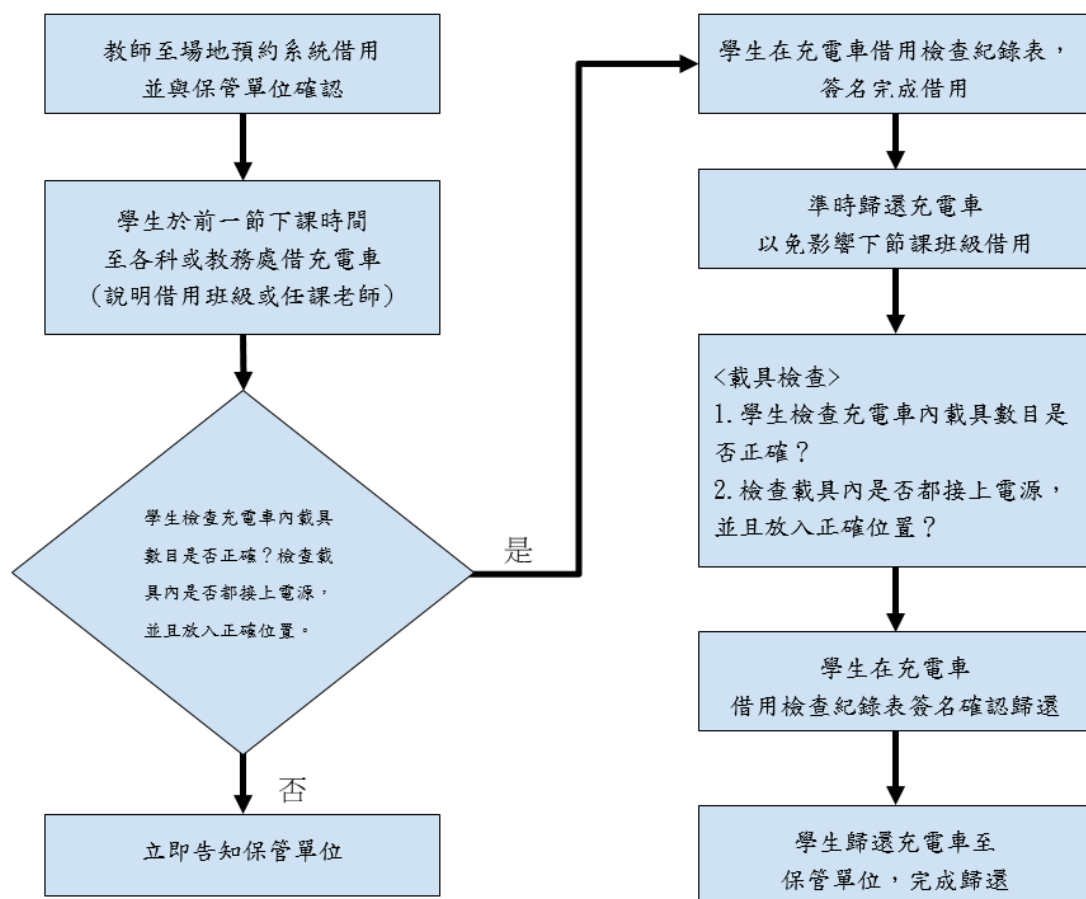 教師至場地預約系統借用
並與保管單位確認
學生於前一節下課時間
至各科或教務處借充電車
(說明借用班級或任課老師)
學生檢查充電車內載具
數目是否正確？檢查載
具內是否都接上電源，
並且放入正確位置。
是
否
立即告知保管單位
學生在充電車借用檢查紀錄表，
簽名完成借用
準時歸還充電車
以免影響下節課班級借用
<載具檢查>
1.學生檢查充電車內載具數目是
否正確？
2.檢查載具內是否都接上電源，
並且放入正確位置？
學生在充電車
借用檢查紀錄表簽名確認歸還
學生歸還充電車至
保管單位，完成歸還